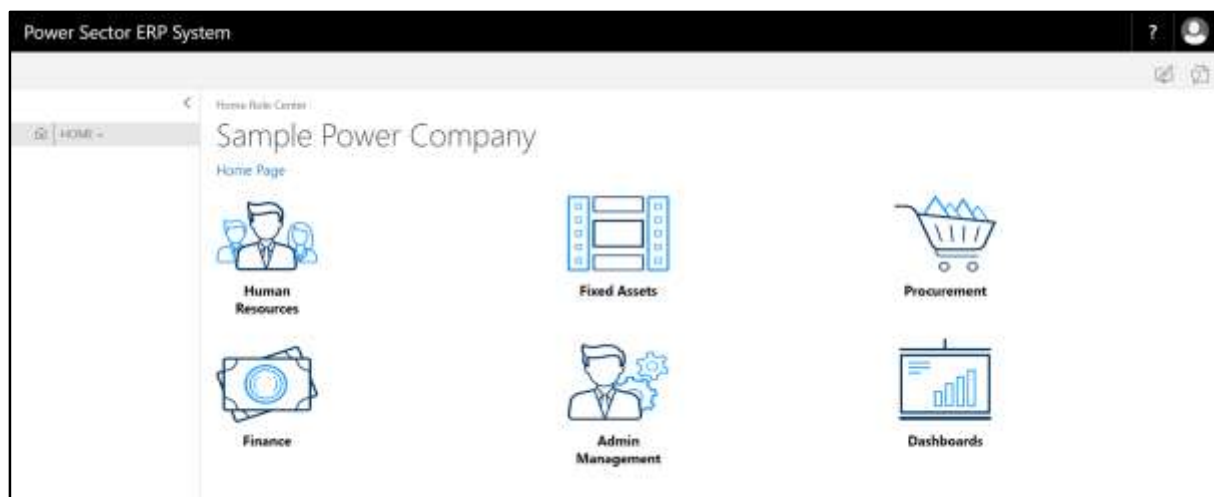 Power Sector ERP System
?
Home Role Center
HOME
Sample Power Company
Home Page
Human
Resources
Fixed Assets
Procurement
Finance
Admin
Management
Dashboards